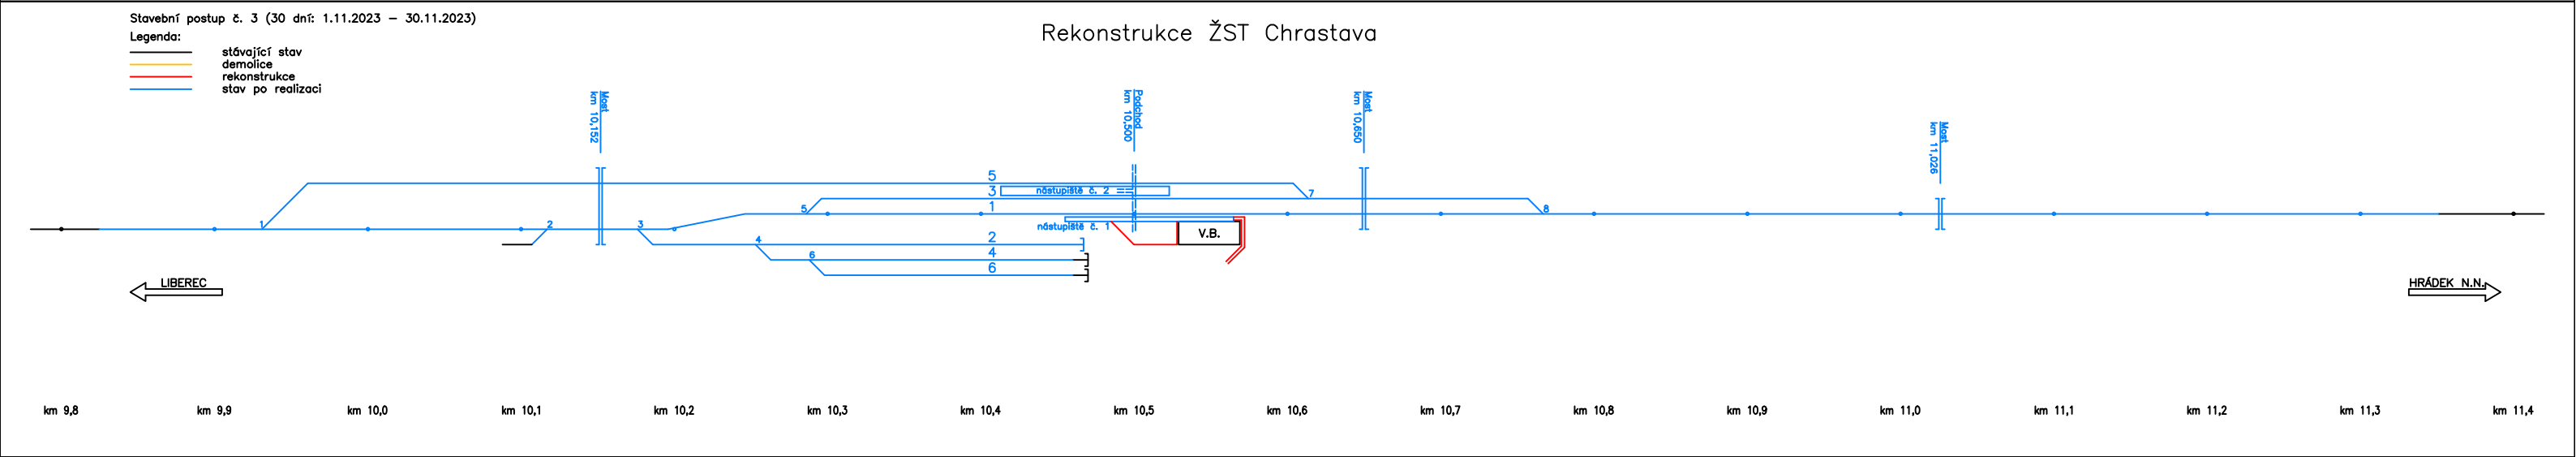 Stavební postup č. 3 (30 dní: 1.11.2023 – 30.11.2023)
Rekonstrukce ŽST Chrastava
Legenda:
stávající stav
demolice
rekonstrukce
stav po realizaci
Most
km 10,152
Podchod
km 10,500
Most
km 10,650
Most
km 11,026
5
3
nástupiště č. 2
7
1
5
8
1
2
3
nástupiště č. 1
V.B.
2
4
4
6
6
LIBEREC
HRÁDEK N.N.
km 9,8 km 9,9 km 10,0 km 10,1 km 10,2 km 10,3 km 10,4 km 10,5 km 10,6 km 10,7 km 10,8 km 10,9 km 11,0 km 11,1 km 11,2 km 11,3 km 11,4